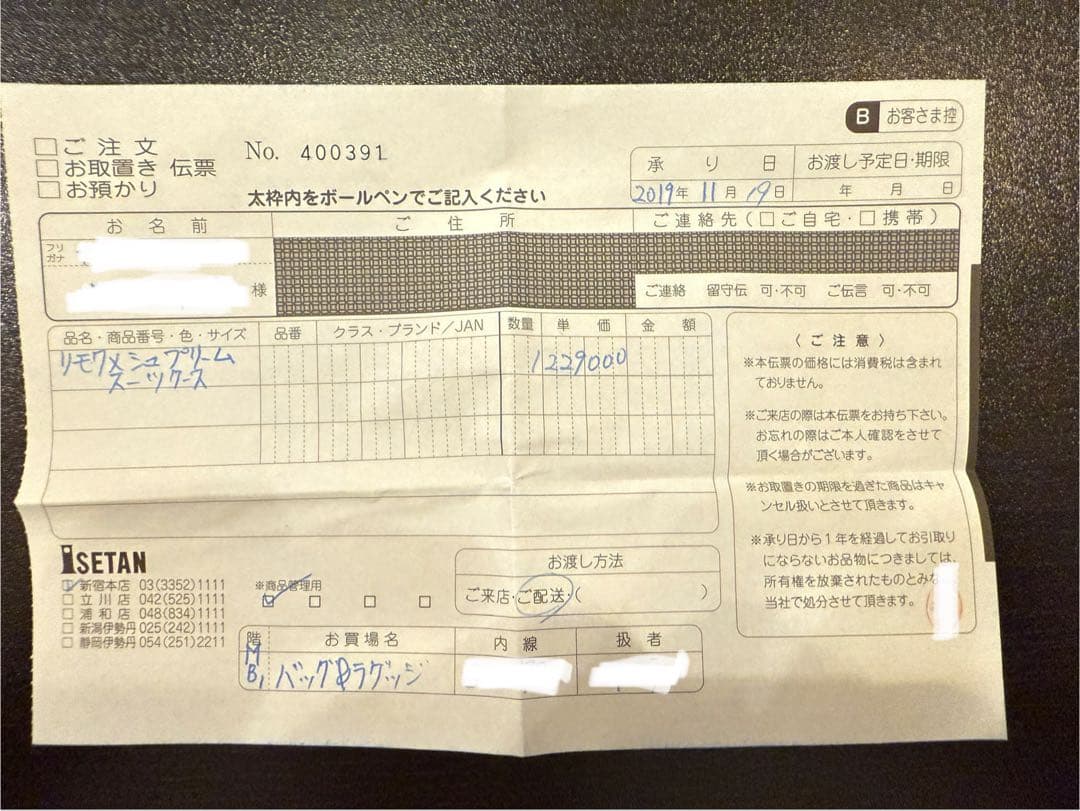 B お客さま控
□ご注文
□お取置き 伝票
□お預かり
No. 400391
太枠内をボールペンでご記入ください
承り日 お渡し予定日・期限
2019年 11月 19日 年 月 日
お名前 ご住所 ご連絡先(□ご自宅・□携帯)
フリガナ
様 ご連絡 留守伝 可・不可 ご伝言 可・不可
品名・商品番号・色・サイズ 品番 クラス・ブランド/JAN 数量 単価 金額
リモワ×シュプリーム 1 229000
スーツケース
〈ご注意〉
※本伝票の価格には消費税は含まれ
ておりません。
※ご来店の際は本伝票をお持ち下さい。
お忘れの際はご本人確認をさせて
頂く場合がございます。
※お取置きの期限を過ぎた商品はキャ
ンセル扱いとさせて頂きます。
※承り日から1年を経過してお引取り
にならないお品物につきましては、
所有権を放棄されたものとみな
当社で処分させて頂きます。
ISETAN
新宿本店 03(3352)1111
□立川店 042(525)1111
□浦和店 048(834)1111
□新潟伊勢丹 025(242)1111
□静岡伊勢丹 054(251)2211
※商品管理用
お渡し方法
ご来店・ご配送・( )
階 お買場名 内線 扱者
MB1 バッグ&ラゲッジ